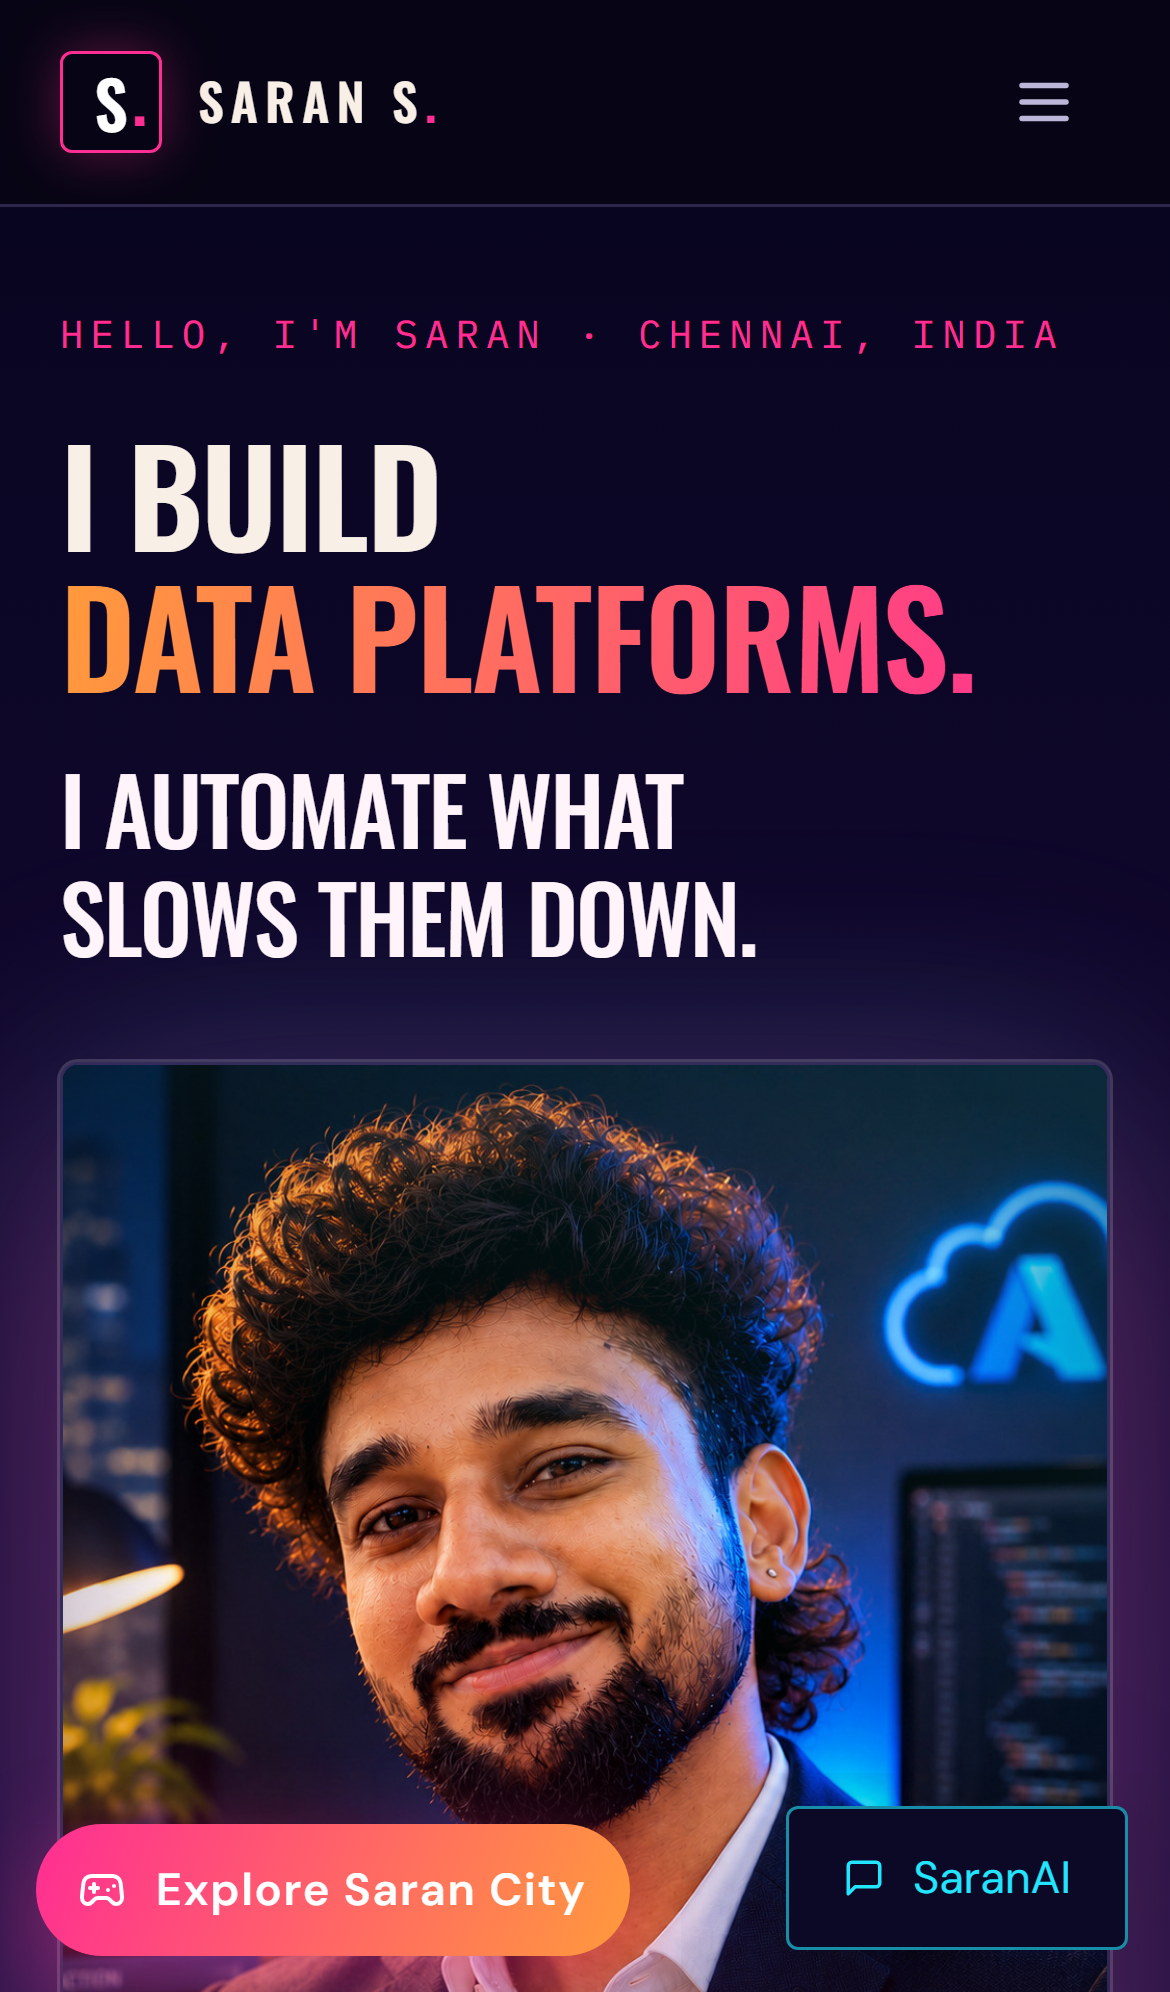 S.
SARAN S.
HELLO, I'M SARAN · CHENNAI, INDIA
I BUILD
DATA PLATFORMS.
I AUTOMATE WHAT
SLOWS THEM DOWN.
A
Explore Saran City
SaranAI